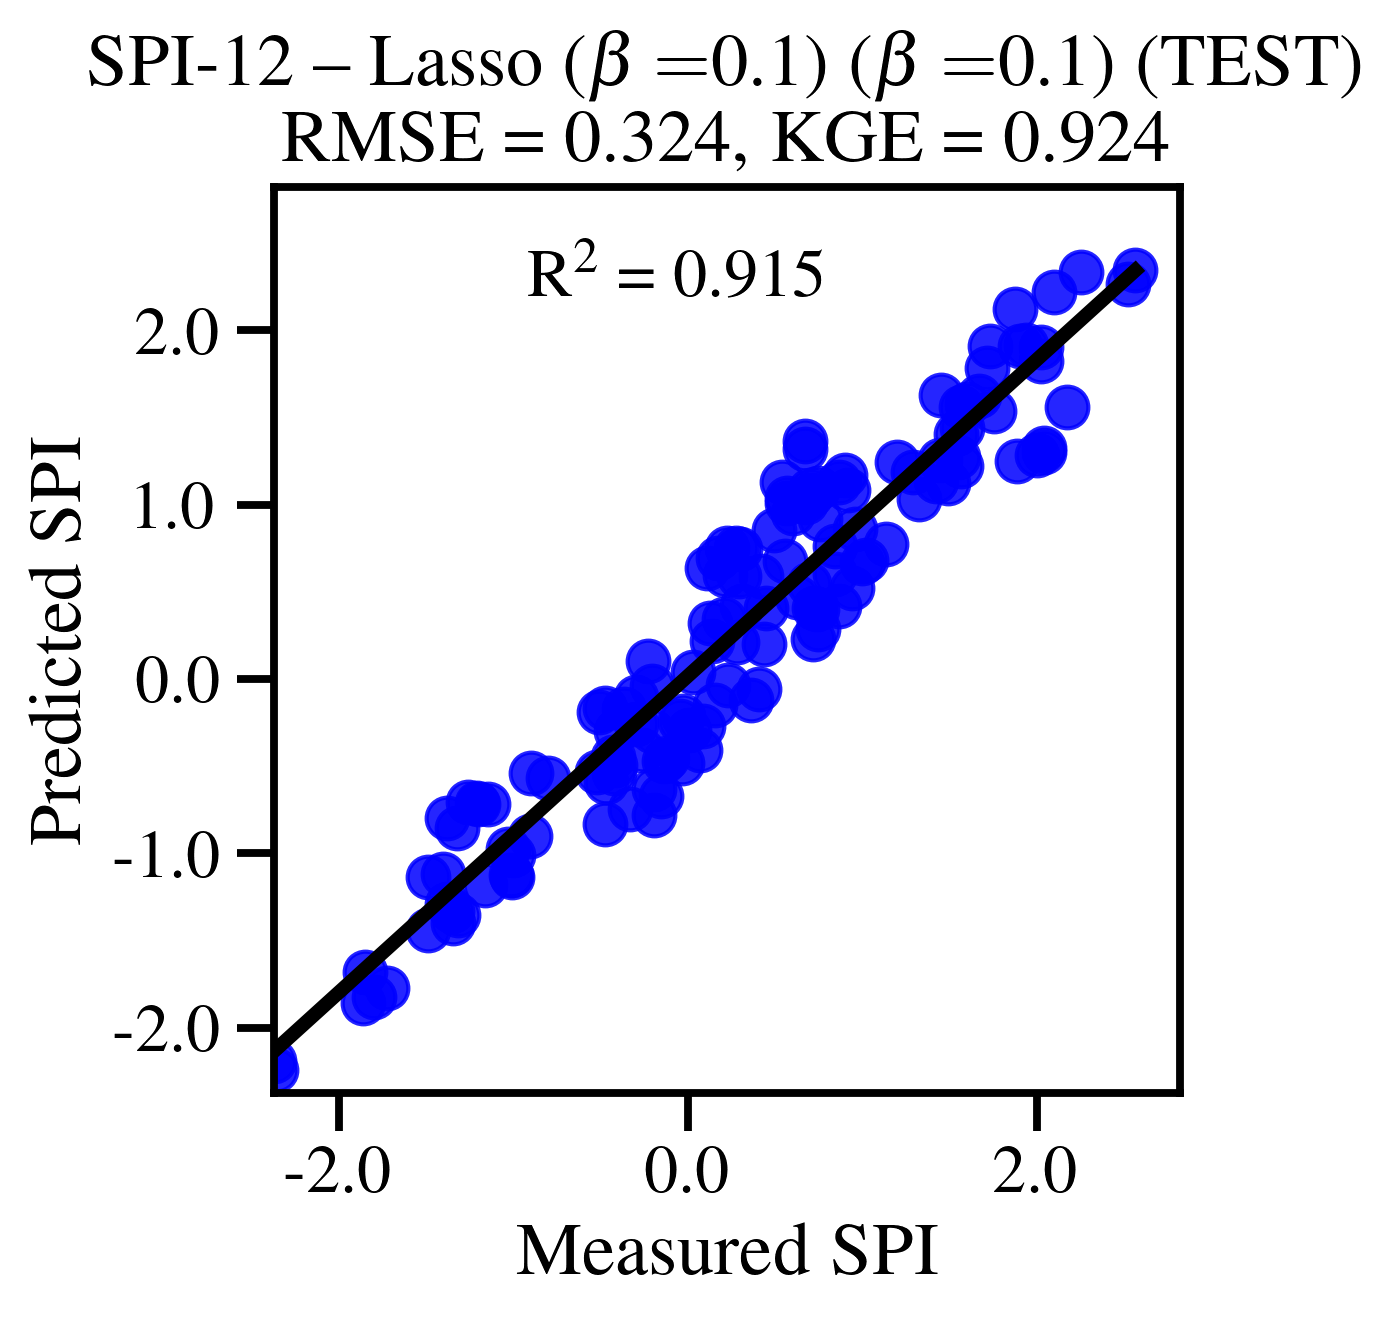 SPI-12 – Lasso (β =0.1) (β =0.1) (TEST)
RMSE = 0.324, KGE = 0.924
R² = 0.915
2.0
1.0
0.0
-1.0
-2.0
Predicted SPI
-2.0 0.0 2.0
Measured SPI